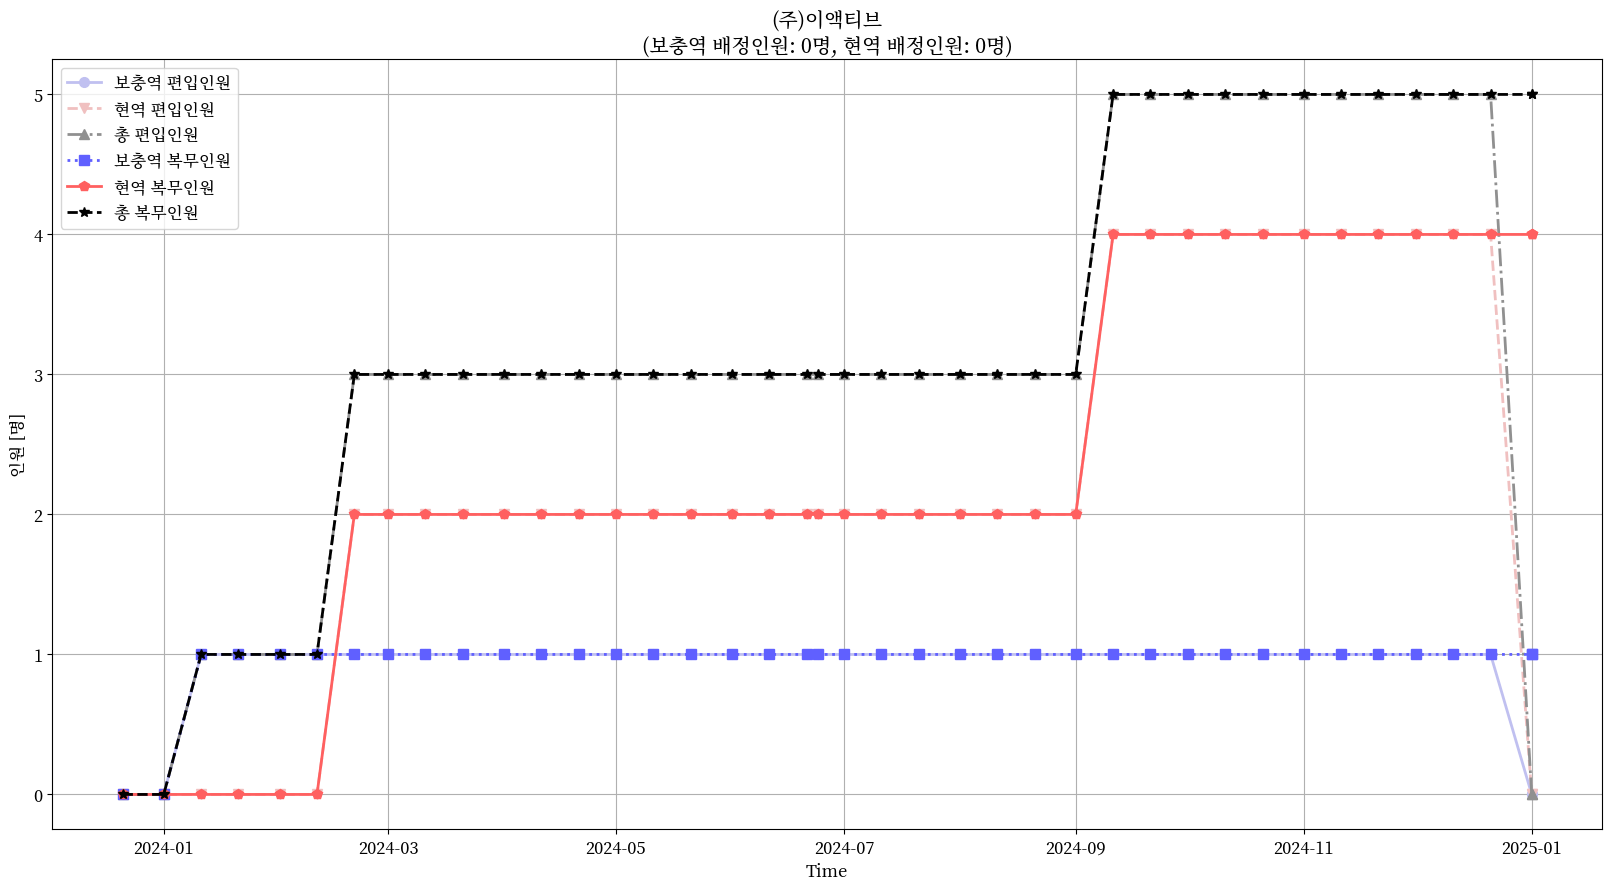 (주)이액티브
(보충역 배정인원: 0명, 현역 배정인원: 0명)
보충역 편입인원
현역 편입인원
총 편입인원
보충역 복무인원
현역 복무인원
총 복무인원
인원 [명]
5
4
3
2
1
0
2024-01
2024-03
2024-05
2024-07
2024-09
2024-11
2025-01
Time